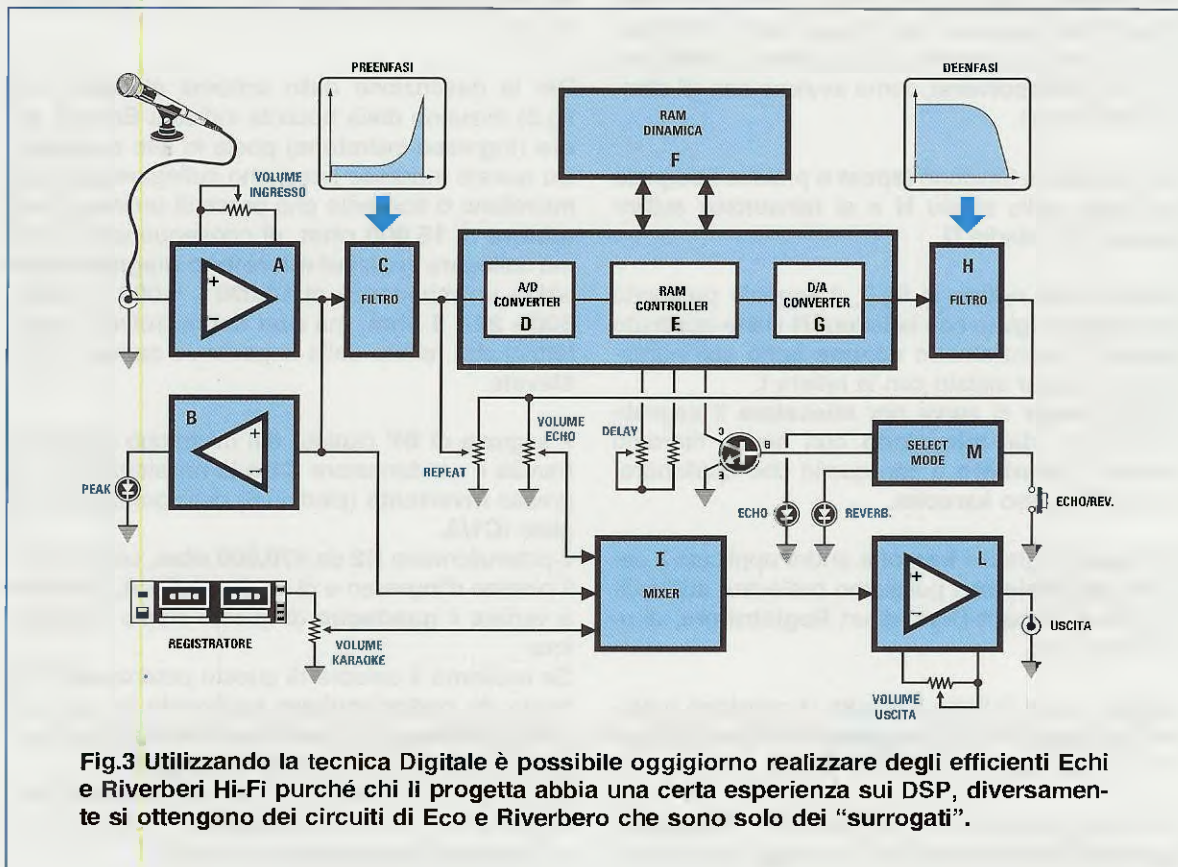 PREENFASI
DEENFASI
RAM
DINAMICA
F
VOLUME
INGRESSO
A
C
FILTRO
A/D
CONVERTER
D
RAM
CONTROLLER
E
D/A
CONVERTER
G
H
FILTRO
B
PEAK
REPEAT
VOLUME
ECHO
DELAY
3
B
ECHO
REVERB.
SELECT
MODE
M
ECHO/REV.
REGISTRATORE
VOLUME
KARAOKE
I
MIXER
L
USCITA
VOLUME
USCITA
Fig.3 Utilizzando la tecnica Digitale è possibile oggigiorno realizzare degli efficienti Echi
e Riverberi Hi-Fi purché chi li progetta abbia una certa esperienza sui DSP, diversamen-
te si ottengono dei circuiti di Eco e Riverbero che sono solo dei “surrogati”.